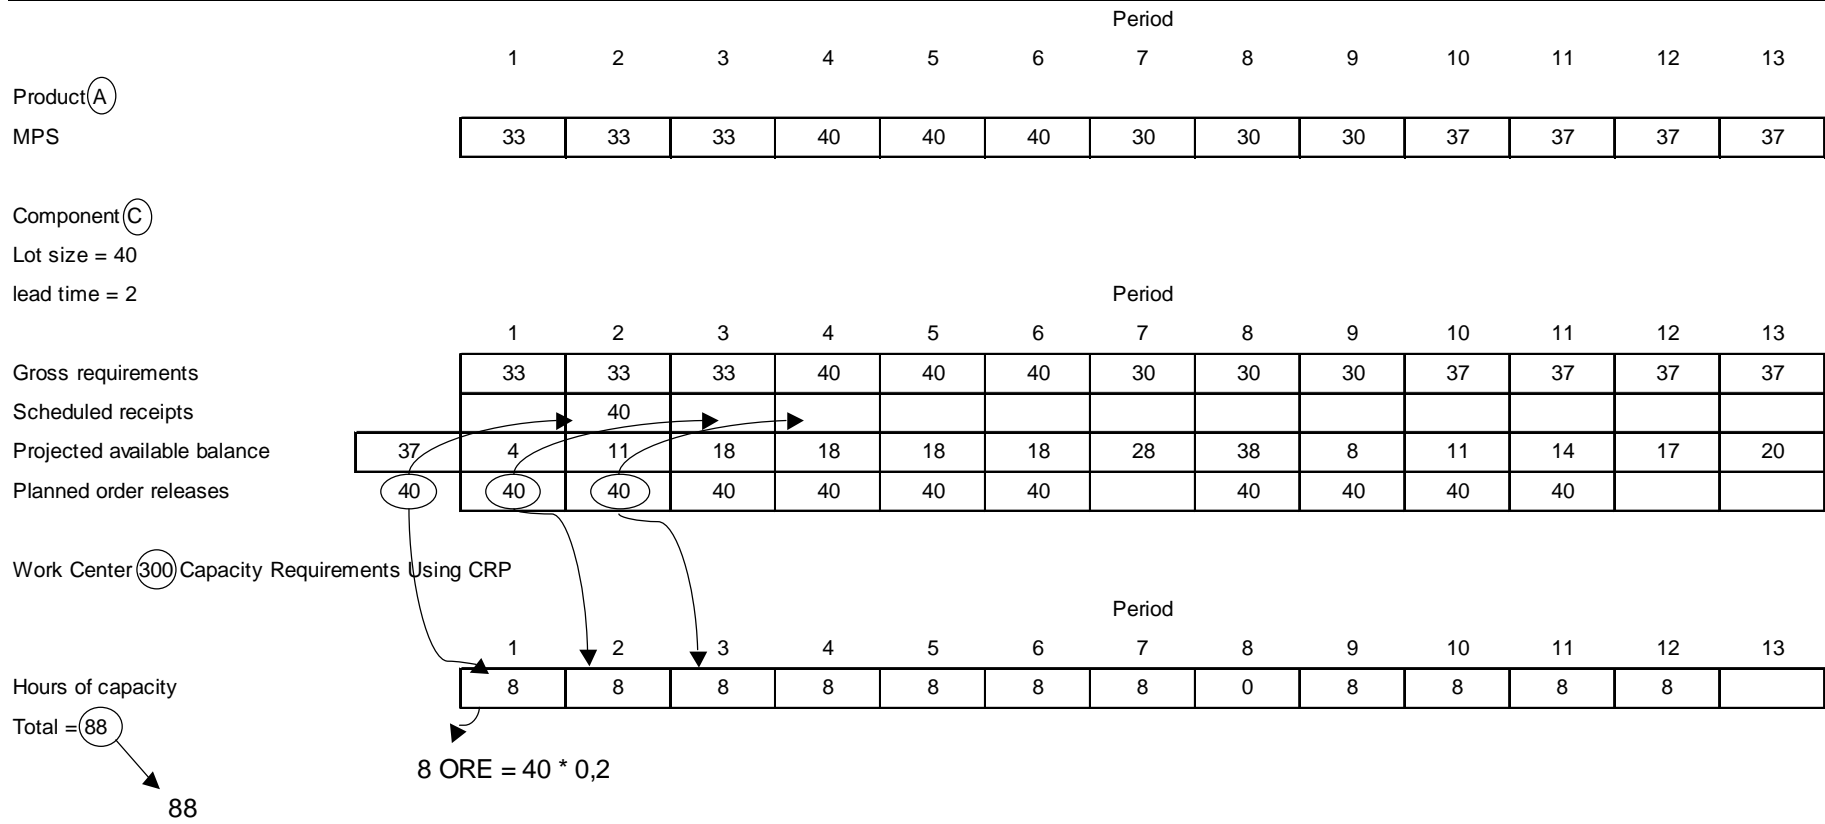 Period
1 2 3 4 5 6 7 8 9 10 11 12 13
Product A
MPS 33 33 33 40 40 40 30 30 30 37 37 37 37
Component C
Lot size = 40
lead time = 2 Period
1 2 3 4 5 6 7 8 9 10 11 12 13
Gross requirements 33 33 33 40 40 40 30 30 30 37 37 37 37
Scheduled receipts 40
Projected available balance 37 4 11 18 18 18 18 28 38 8 11 14 17 20
Planned order releases 40 40 40 40 40 40 40 40 40 40 40
Work Center 300 Capacity Requirements Using CRP
Period
1 2 3 4 5 6 7 8 9 10 11 12 13
Hours of capacity 8 8 8 8 8 8 8 0 8 8 8 8
Total = 88
8 ORE = 40 * 0,2
88